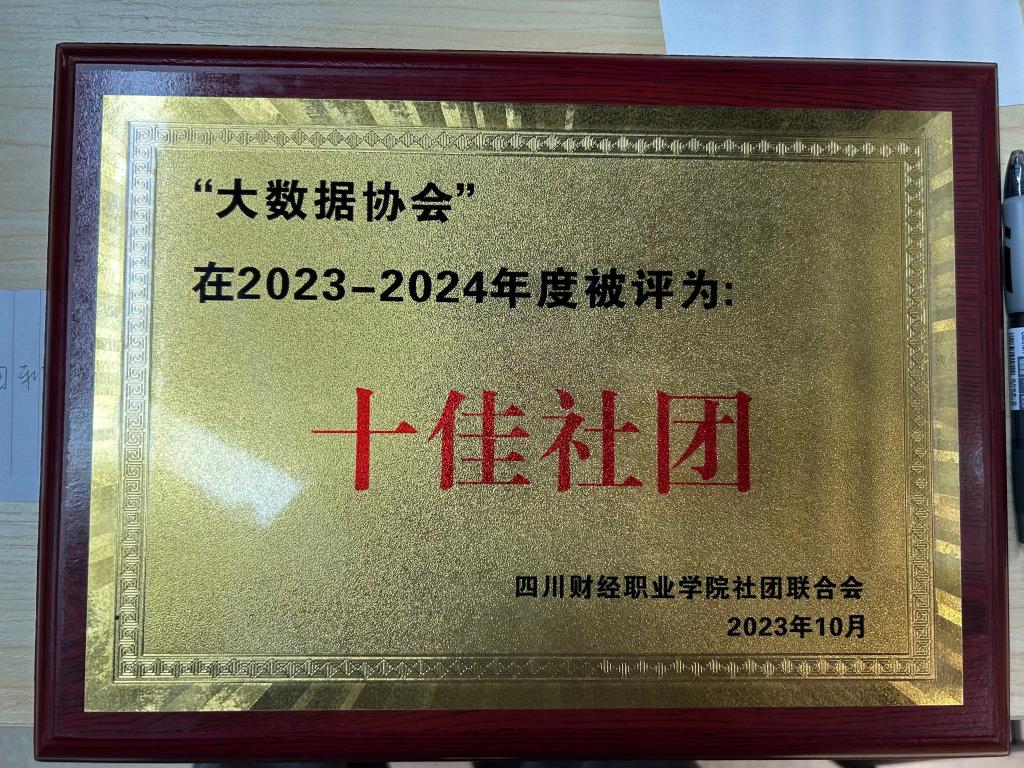 “大数据协会”
在2023-2024年度被评为:
十佳社团
四川财经职业学院社团联合会
2023年10月